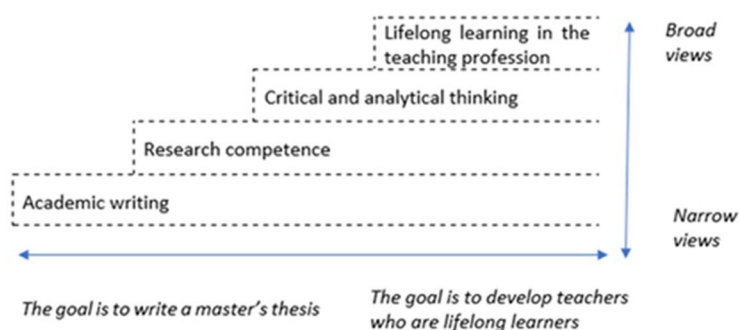 Lifelong learning in the
teaching profession
Broad
views
Critical and analytical thinking
Research competence
Academic writing
Narrow
views
The goal is to write a master's thesis
The goal is to develop teachers
who are lifelong learners